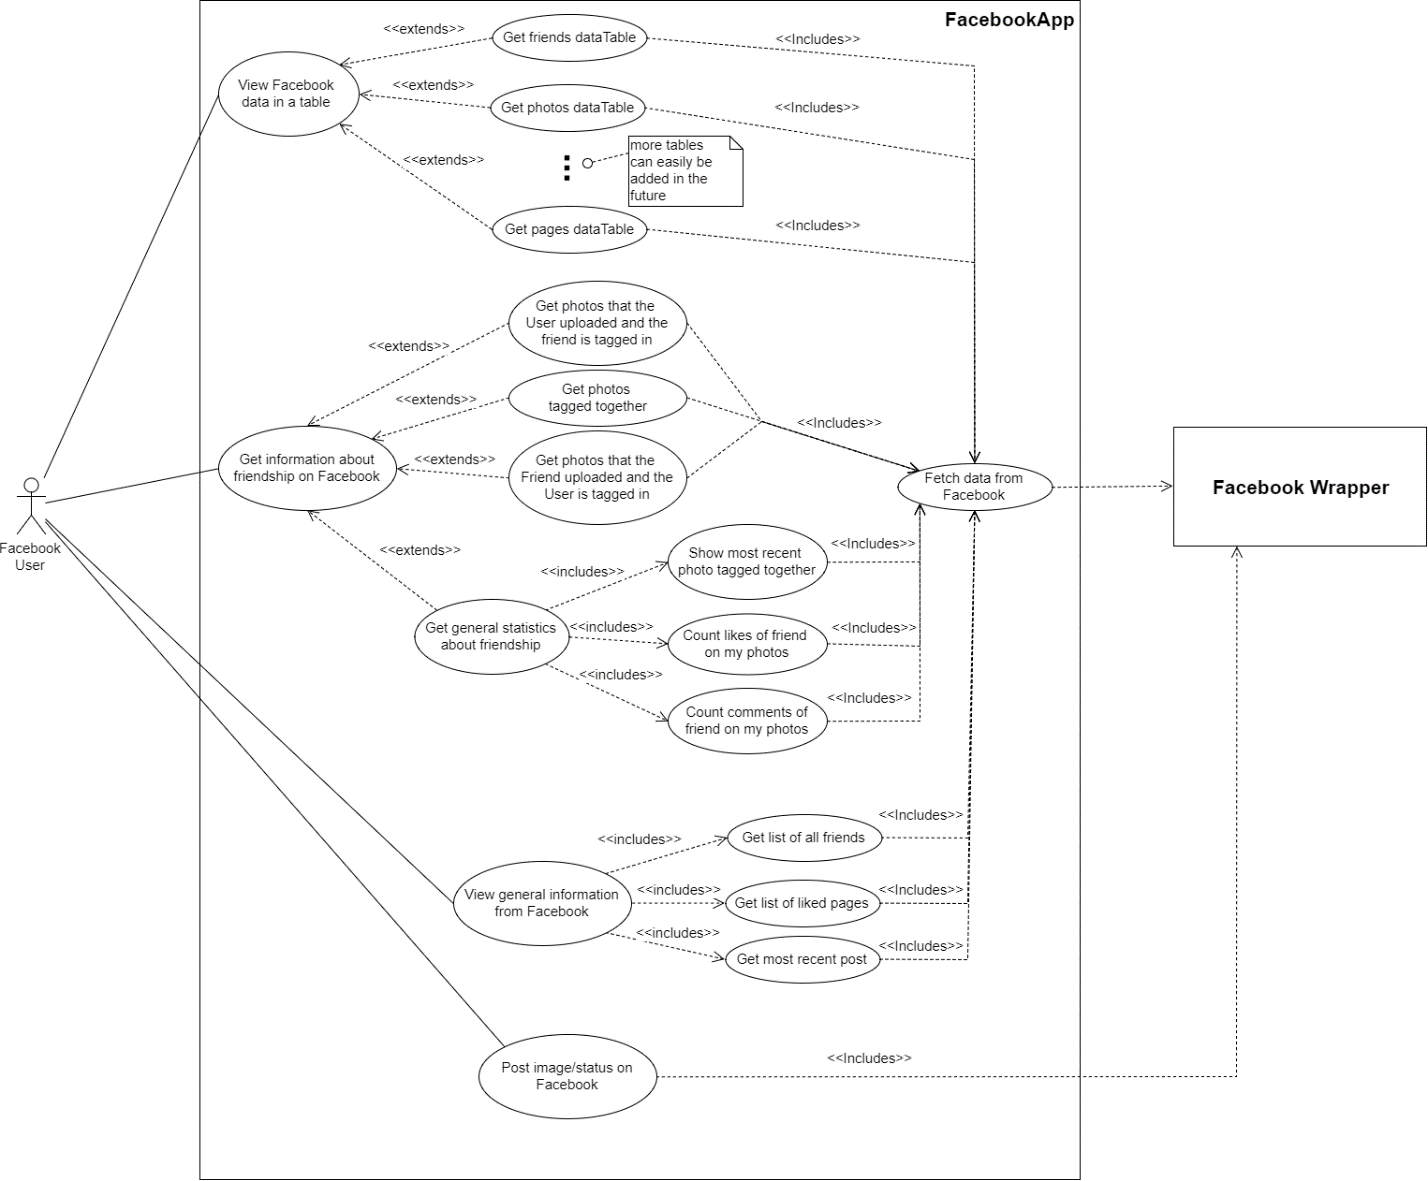 FacebookApp
<<extends>>
Get friends dataTable
<<Includes>>
View Facebook
data in a table
<<extends>>
Get photos dataTable
<<Includes>>
more tables
can easily be
added in the
future
<<extends>>
Get pages dataTable
<<Includes>>
Get photos that the
User uploaded and the
friend is tagged in
<<extends>>
Get photos
tagged together
<<extends>>
<<Includes>>
Get information about
friendship on Facebook
<<extends>>
Get photos that the
Friend uploaded and the
User is tagged in
Fetch data from
Facebook
Facebook Wrapper
Facebook
User
<<extends>>
Show most recent
photo tagged together
<<Includes>>
<<includes>>
Get general statistics
about friendship
<<includes>>
Count likes of friend
on my photos
<<Includes>>
<<includes>>
Count comments of
friend on my photos
<<Includes>>
<<includes>>
Get list of all friends
<<Includes>>
View general information
from Facebook
<<includes>>
Get list of liked pages
<<Includes>>
<<includes>>
Get most recent post
<<Includes>>
Post image/status on
Facebook
<<Includes>>